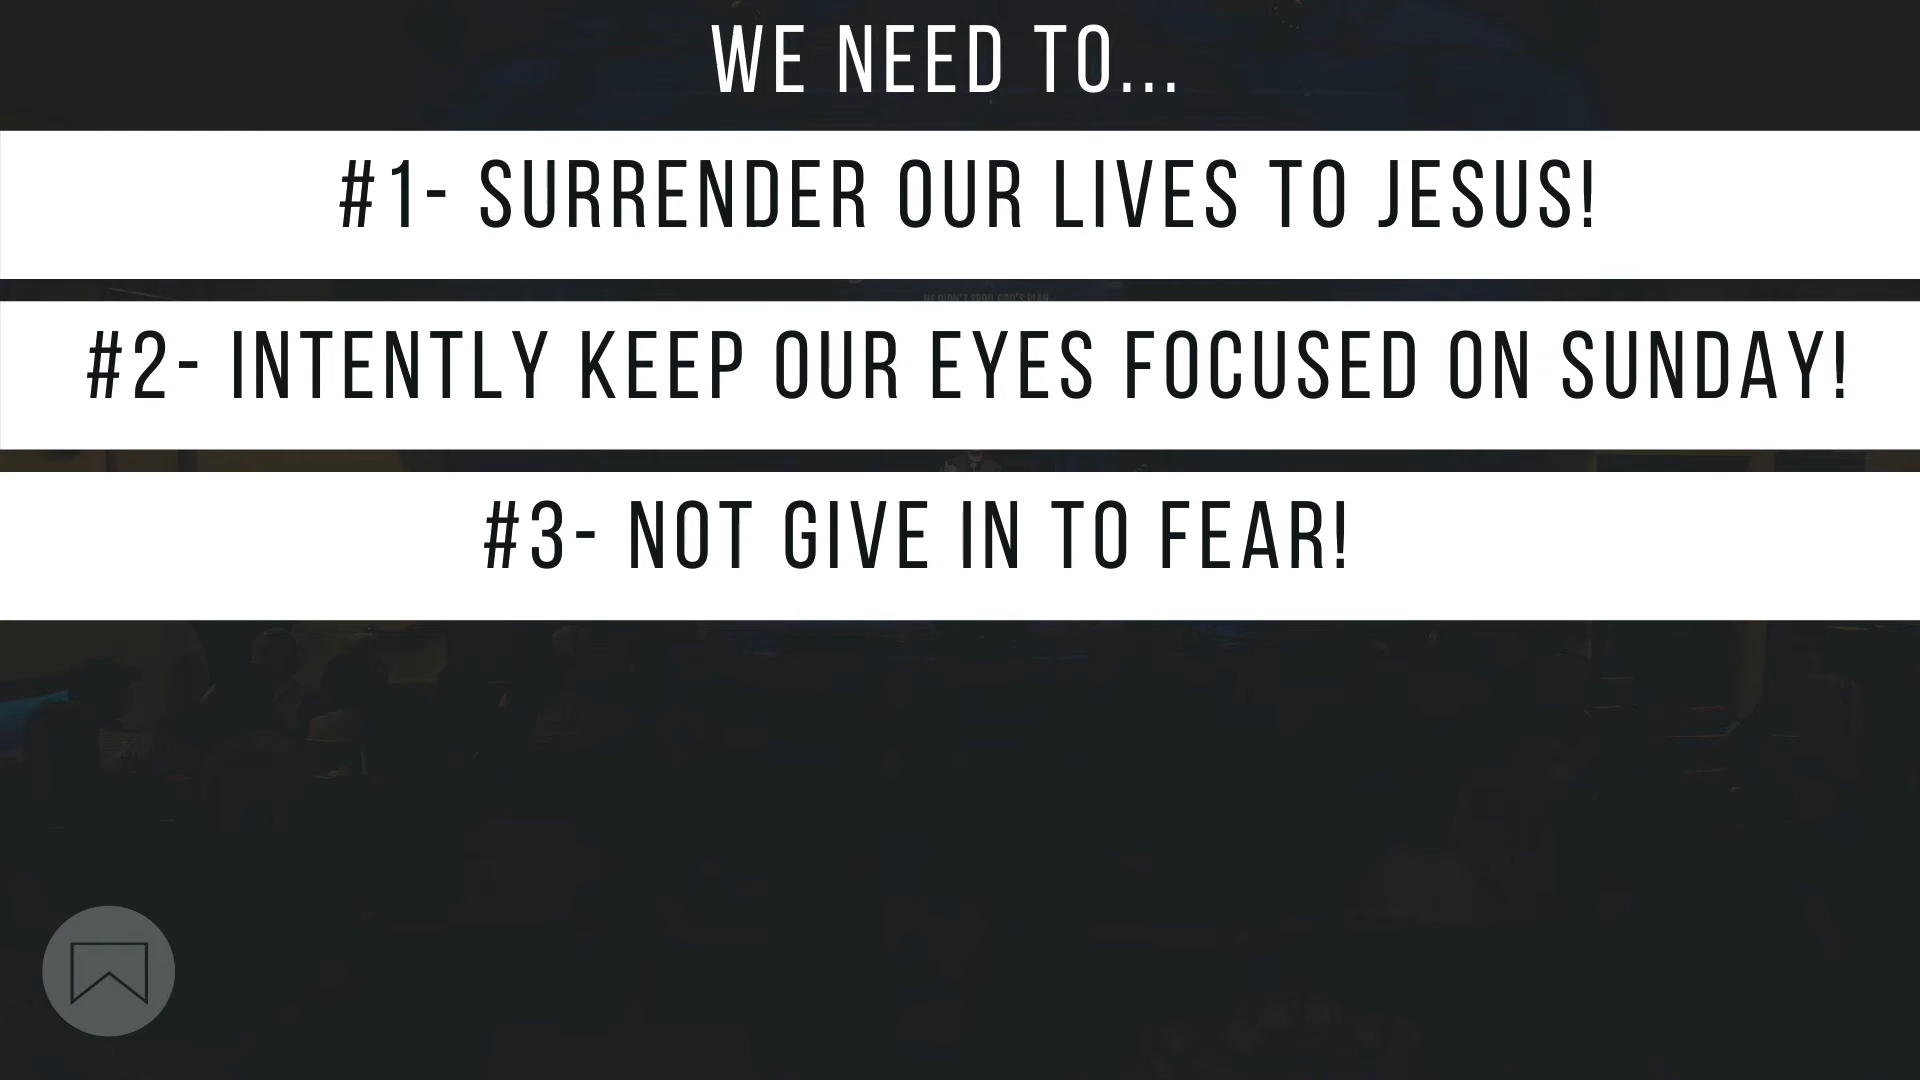 WE NEED TO...
#1- SURRENDER OUR LIVES TO JESUS!
#2- INTENTLY KEEP OUR EYES FOCUSED ON SUNDAY!
#3- NOT GIVE IN TO FEAR!